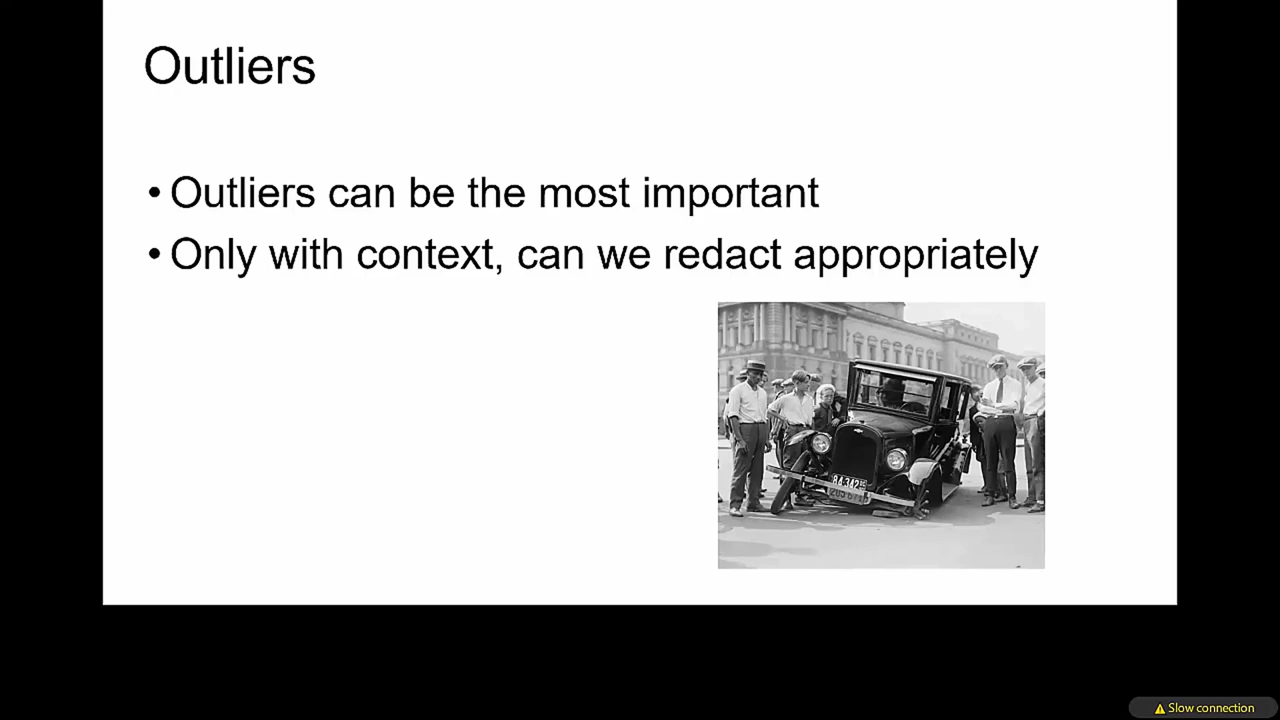 Outliers
• Outliers can be the most important
• Only with context, can we redact appropriately
Slow connection